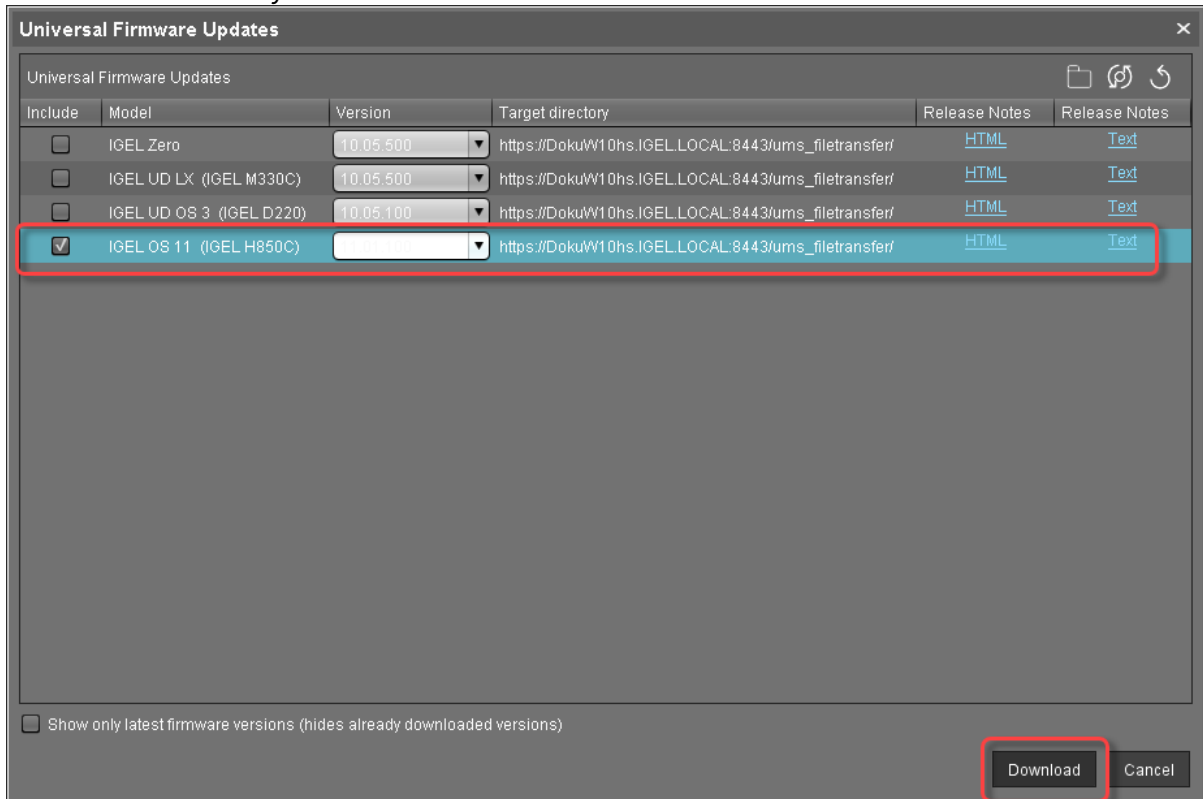 Universal Firmware Updates ×
Universal Firmware Updates
Include Model Version Target directory Release Notes Release Notes
IGEL Zero 10.05.500 https://DokuW10hs.IGEL.LOCAL:8443/ums_filetransfer/ HTML Text
IGEL UD LX (IGEL M330C) 10.05.500 https://DokuW10hs.IGEL.LOCAL:8443/ums_filetransfer/ HTML Text
IGEL UD OS 3 (IGEL D220) 10.05.100 https://DokuW10hs.IGEL.LOCAL:8443/ums_filetransfer/ HTML Text
IGEL OS 11 (IGEL H850C) https://DokuW10hs.IGEL.LOCAL:8443/ums_filetransfer/ HTML Text
Show only latest firmware versions (hides already downloaded versions)
Download Cancel